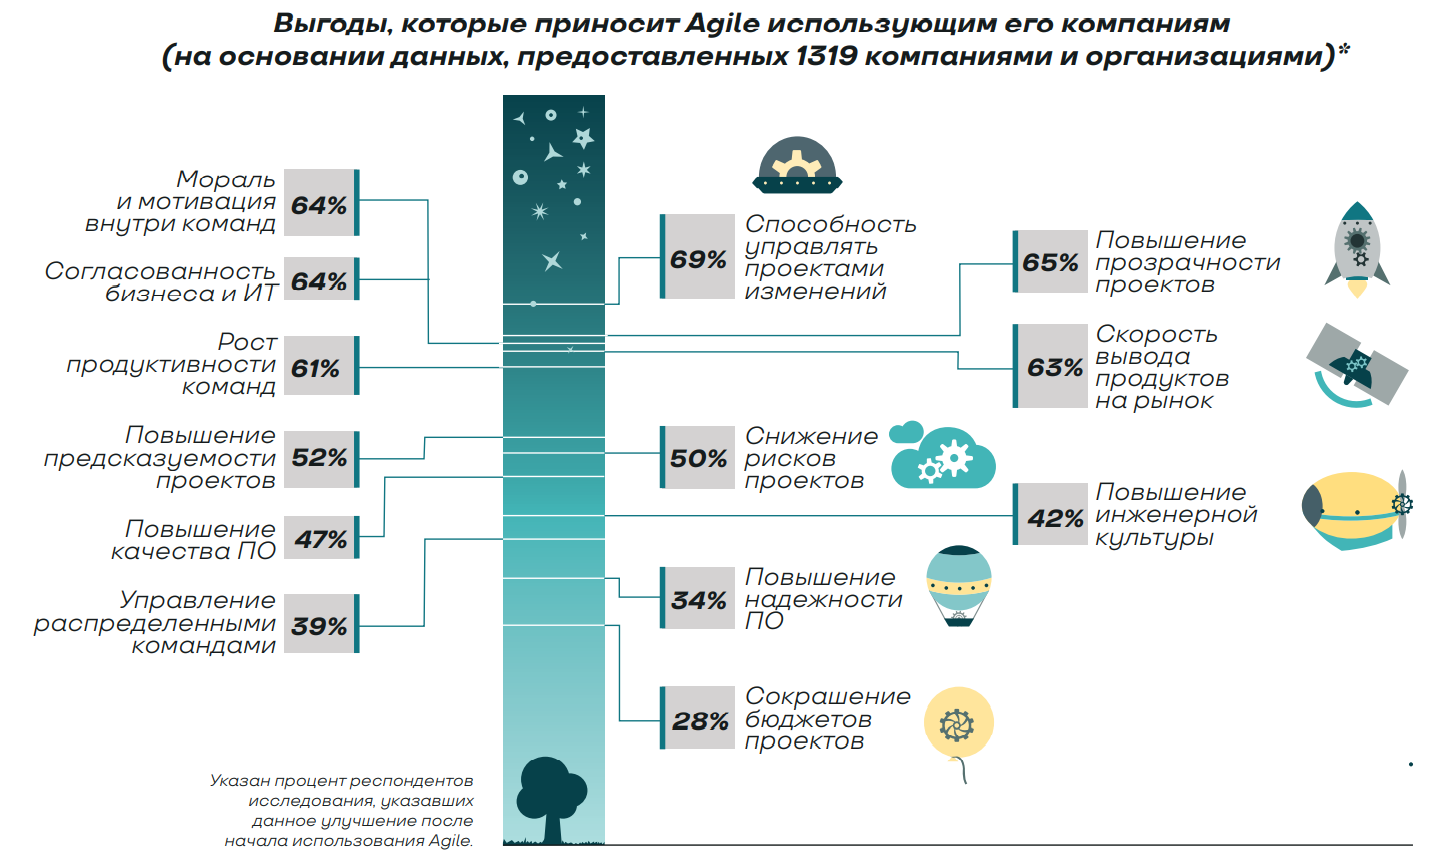 Выгоды, которые приносит Agile использующим его компаниям
(на основании данных, предоставленных 1319 компаниями и организациями)*
Мораль
и мотивация
внутри команд
64%
Согласованность
бизнеса и ИТ
64%
Рост
продуктивности
команд
61%
Повышение
предсказуемости
проектов
52%
Повышение
качества ПО
47%
Управление
распределенными
командами
39%
69%
Способность
управлять
проектами
изменений
50%
Снижение
рисков
проектов
34%
Повышение
надежности
ПО
28%
Сокрашение
бюджетов
проектов
65%
Повышение
прозрачности
проектов
63%
Скорость
вывода
продуктов
на рынок
42%
Повышение
инженерной
культуры
Указан процент респондентов
исследования, указавших
данное улучшение после
начала использования Agile.